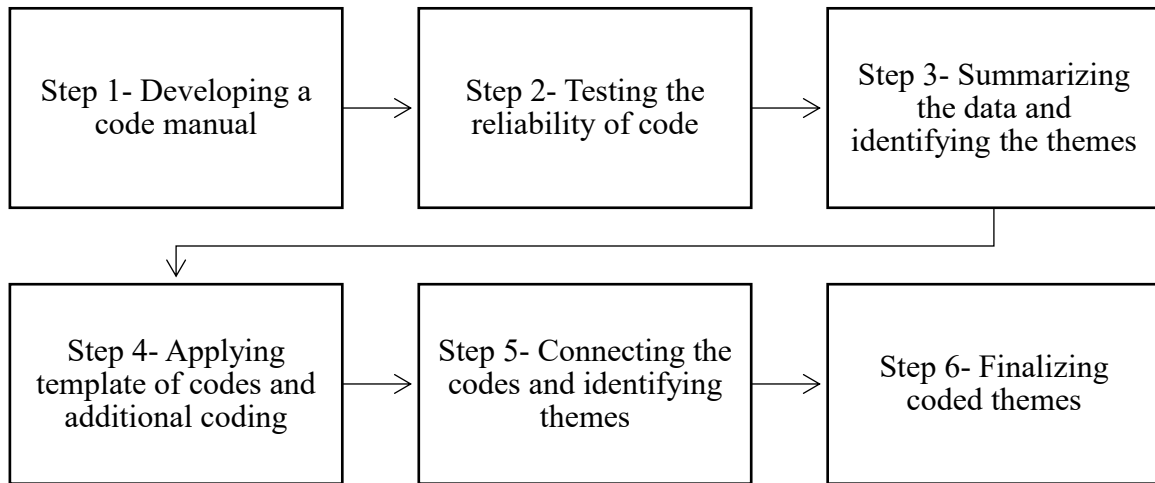 Step 1- Developing a
code manual
Step 2- Testing the
reliability of code
Step 3- Summarizing
the data and
identifying the themes
Step 4- Applying
template of codes and
additional coding
Step 5- Connecting the
codes and identifying
themes
Step 6- Finalizing
coded themes